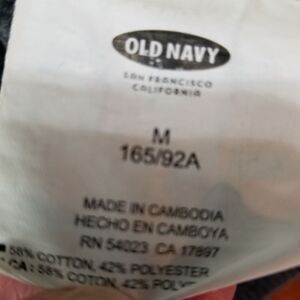 OLD NAVY
SAN FRANCISCO
CALIFORNIA
M
165/92A
MADE IN CAMBODIA
HECHO EN CAMBOYA
RN 54023 CA 17897
58% COTTON, 42% POLYESTER
CA: 58% COTON, 42%